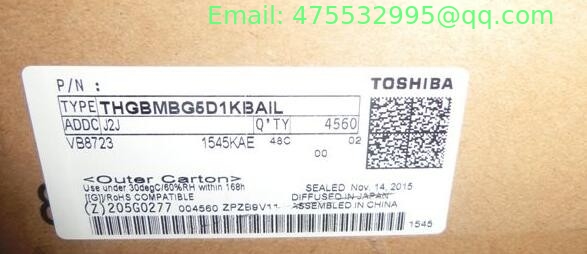 Email: 475532995@qq.com
P/N :
TOSHIBA
TYPE THGBMBG5D1KBAIL
ADDC J2J Q'TY 4560
VB8723 1545KAE 48C 02
00
<Outer Carton>
Use under 30degC/60%RH within 168h
SEALED Nov. 14, 2015
[[G]]/RoHS COMPATIBLE DIFFUSED IN JAPAN
(Z)205G0277 004560 ZPZB9V11 ASSEMBLED IN CHINA
1545